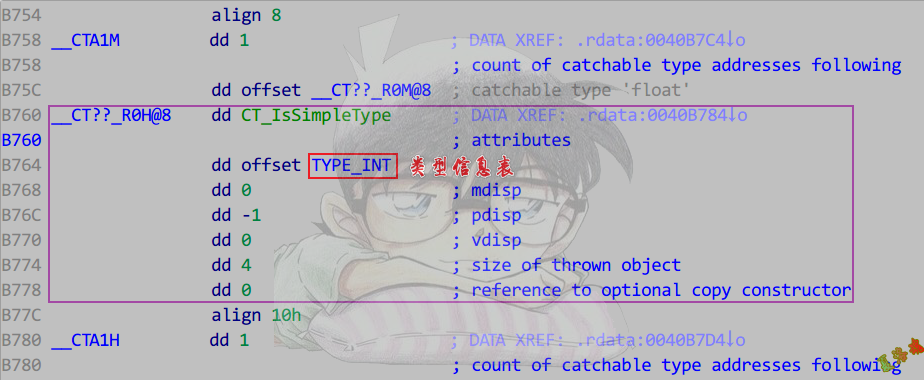 B754 align 8
B758 __CTA1M dd 1 ; DATA XREF: .rdata:0040B7C4↓o
B758 ; count of catchable type addresses following
B75C dd offset __CT??_R0M@8 ; catchable type 'float'
B760 __CT??_R0H@8 dd CT_IsSimpleType ; DATA XREF: .rdata:0040B784↓o
B760 ; attributes
B764 dd offset TYPE_INT 类型信息表
B768 dd 0 ; mdisp
B76C dd -1 ; pdisp
B770 dd 0 ; vdisp
B774 dd 4 ; size of thrown object
B778 dd 0 ; reference to optional copy constructor
B77C align 10h
B780 __CTA1H dd 1 ; DATA XREF: .rdata:0040B7D4↓o
B780 ; count of catchable type addresses following